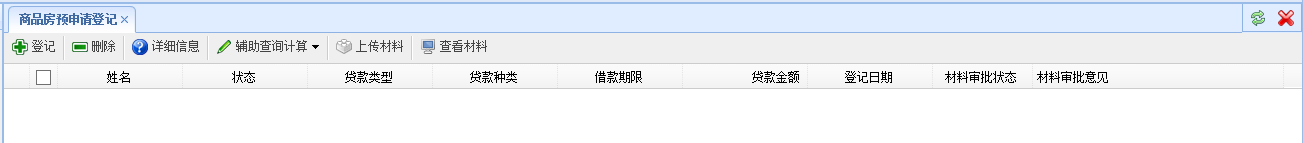 商品房预申请登记
登记 删除 详细信息 辅助查询计算 上传材料 查看材料
姓名 状态 贷款类型 贷款种类 借款期限 贷款金额 登记日期 材料审批状态 材料审批意见